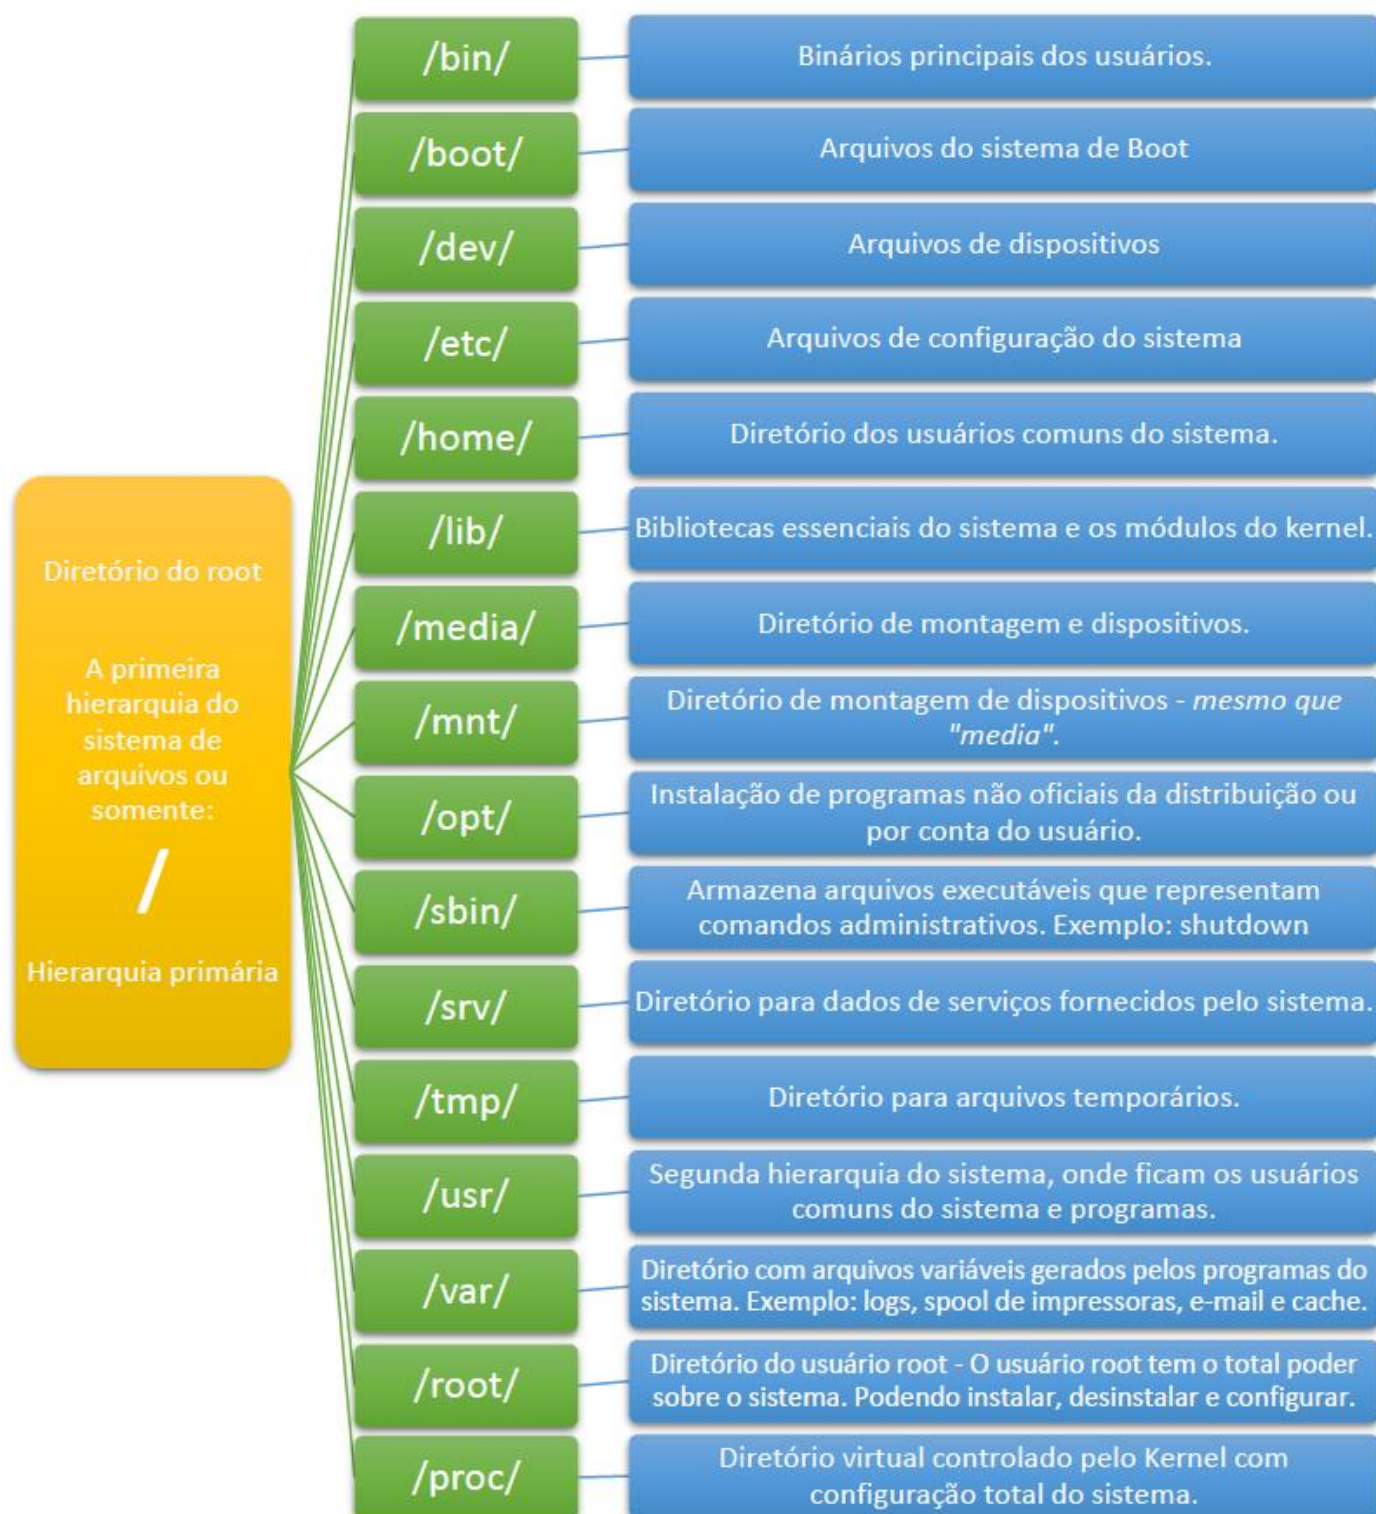 Diretório do root
A primeira
hierarquia do
sistema de
arquivos ou
somente:
/
Hierarquia primária
/bin/
Binários principais dos usuários.
/boot/
Arquivos do sistema de Boot
/dev/
Arquivos de dispositivos
/etc/
Arquivos de configuração do sistema
/home/
Diretório dos usuários comuns do sistema.
/lib/
Bibliotecas essenciais do sistema e os módulos do kernel.
/media/
Diretório de montagem e dispositivos.
/mnt/
Diretório de montagem de dispositivos - mesmo que
"media".
/opt/
Instalação de programas não oficiais da distribuição ou
por conta do usuário.
/sbin/
Armazena arquivos executáveis que representam
comandos administrativos. Exemplo: shutdown
/srv/
Diretório para dados de serviços fornecidos pelo sistema.
/tmp/
Diretório para arquivos temporários.
/usr/
Segunda hierarquia do sistema, onde ficam os usuários
comuns do sistema e programas.
/var/
Diretório com arquivos variáveis gerados pelos programas do
sistema. Exemplo: logs, spool de impressoras, e-mail e cache.
/root/
Diretório do usuário root - O usuário root tem o total poder
sobre o sistema. Podendo instalar, desinstalar e configurar.
/proc/
Diretório virtual controlado pelo Kernel com
configuração total do sistema.